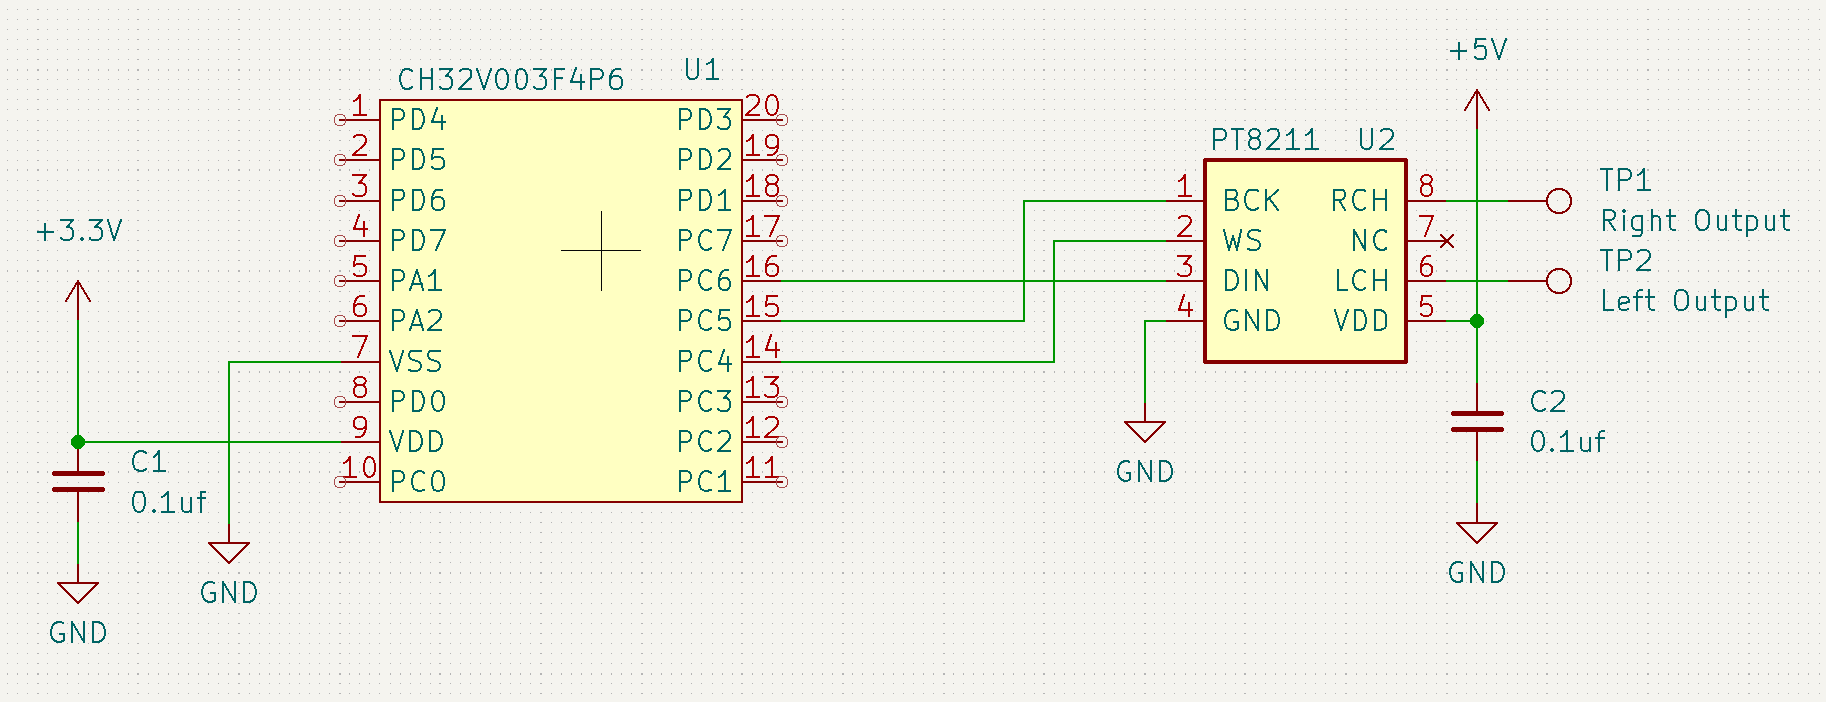 CH32V003F4P6 U1
1 PD4 PD3 20
2 PD5 PD2 19
3 PD6 PD1 18
4 PD7 PC7 17
5 PA1 PC6 16
6 PA2 PC5 15
7 VSS PC4 14
8 PD0 PC3 13
9 VDD PC2 12
10 PC0 PC1 11
+3.3V
C1
0.1uf
GND
GND
PT8211 U2
1 BCK RCH 8
2 WS NC 7
3 DIN LCH 6
4 GND VDD 5
GND
+5V
TP1
Right Output
TP2
Left Output
C2
0.1uf
GND